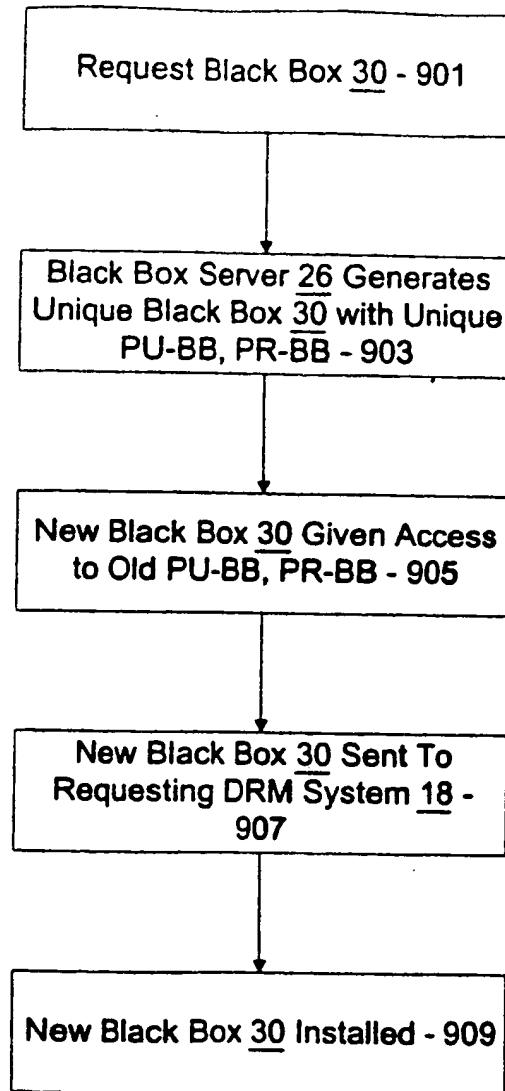 Request Black Box 30 - 901
Black Box Server 26 Generates
Unique Black Box 30 with Unique
PU-BB, PR-BB - 903
New Black Box 30 Given Access
to Old PU-BB, PR-BB - 905
New Black Box 30 Sent To
Requesting DRM System 18 -
907
New Black Box 30 Installed - 909